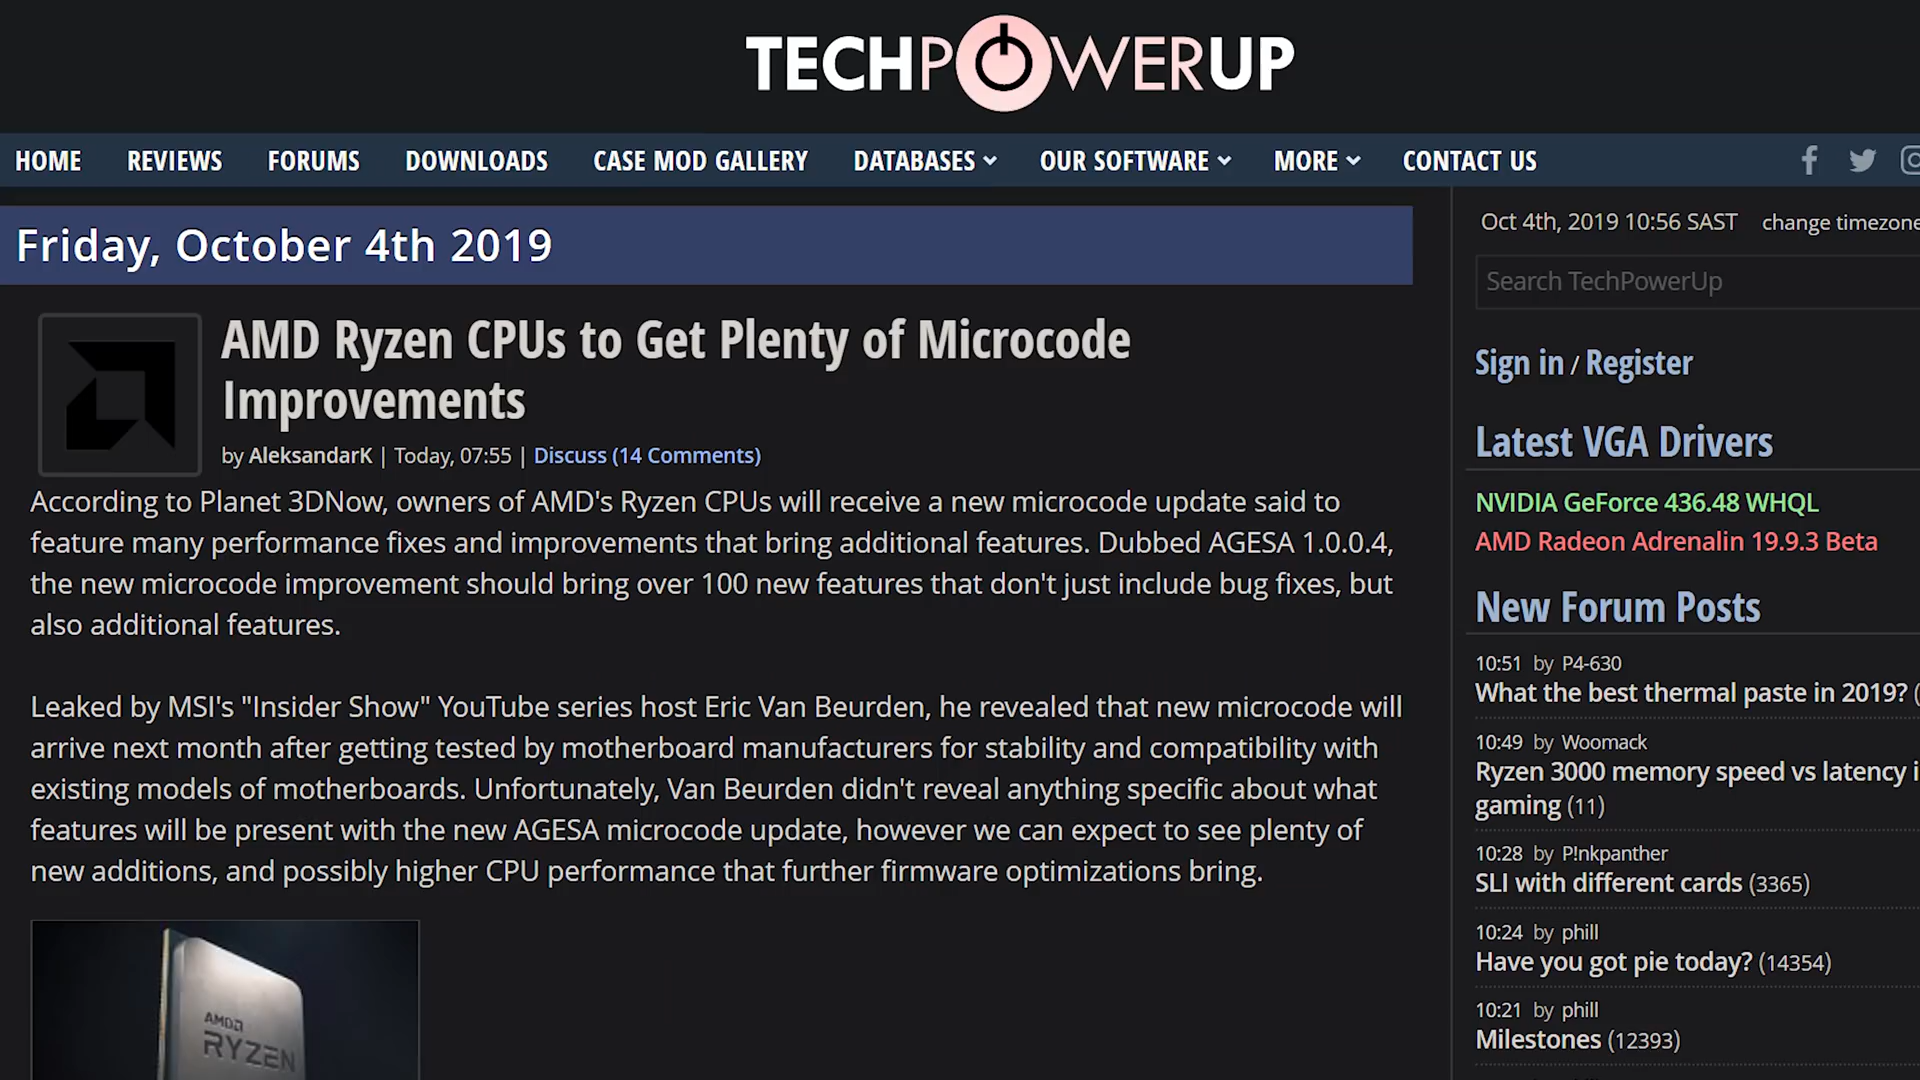 TECHPOWERUP
HOME REVIEWS FORUMS DOWNLOADS CASE MOD GALLERY DATABASES OUR SOFTWARE MORE CONTACT US
Friday, October 4th 2019
AMD Ryzen CPUs to Get Plenty of Microcode
Improvements
by AleksandarK | Today, 07:55 | Discuss (14 Comments)
According to Planet 3DNow, owners of AMD's Ryzen CPUs will receive a new microcode update said to
feature many performance fixes and improvements that bring additional features. Dubbed AGESA 1.0.0.4,
the new microcode improvement should bring over 100 new features that don't just include bug fixes, but
also additional features.
Leaked by MSI's "Insider Show" YouTube series host Eric Van Beurden, he revealed that new microcode will
arrive next month after getting tested by motherboard manufacturers for stability and compatibility with
existing models of motherboards. Unfortunately, Van Beurden didn't reveal anything specific about what
features will be present with the new AGESA microcode update, however we can expect to see plenty of
new additions, and possibly higher CPU performance that further firmware optimizations bring.
AMD
RYZEN
Oct 4th, 2019 10:56 SAST change timezone
Search TechPowerUp
Sign in / Register
Latest VGA Drivers
NVIDIA GeForce 436.48 WHQL
AMD Radeon Adrenalin 19.9.3 Beta
New Forum Posts
10:51 by P4-630
What the best thermal paste in 2019? (
10:49 by Woomack
Ryzen 3000 memory speed vs latency i
gaming (11)
10:28 by P!nkpanther
SLI with different cards (3365)
10:24 by phill
Have you got pie today? (14354)
10:21 by phill
Milestones (12393)